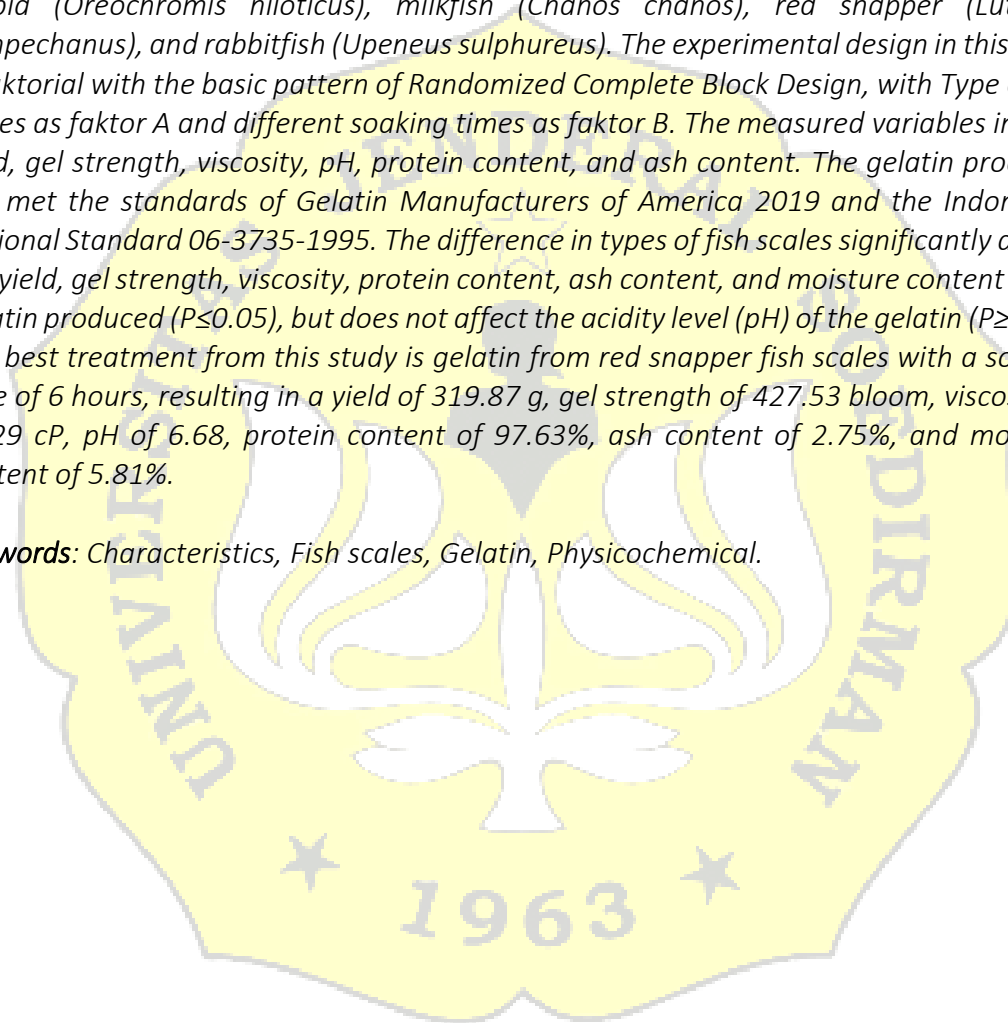 pia (Oreochromis niloticus), milkfish (Chanos chanos), red snapper (Lut
npechanus), and rabbitfish (Upeneus sulphureus). The experimental design in this
aktorial with the basic pattern of Randomized Complete Block Design, with Type
es as faktor A and different soaking times as faktor B. The measured variables in
d, gel strength, viscosity, pH, protein content, and ash content. The gelatin pro
met the standards of Gelatin Manufacturers of America 2019 and the Indon
ional Standard 06-3735-1995. The difference in types of fish scales significantly a
yield, gel strength, viscosity, protein content, ash content, and moisture content
atin produced (P≤0.05), but does not affect the acidity level (pH) of the gelatin (P≥
best treatment from this study is gelatin from red snapper fish scales with a so
e of 6 hours, resulting in a yield of 319.87 g, gel strength of 427.53 bloom, viscos
29 cP, pH of 6.68, protein content of 97.63%, ash content of 2.75%, and mo
tent of 5.81%.
words: Characteristics, Fish scales, Gelatin, Physicochemical.
UNIVERSITAS JENDERAL SOEDIRMAN
1963